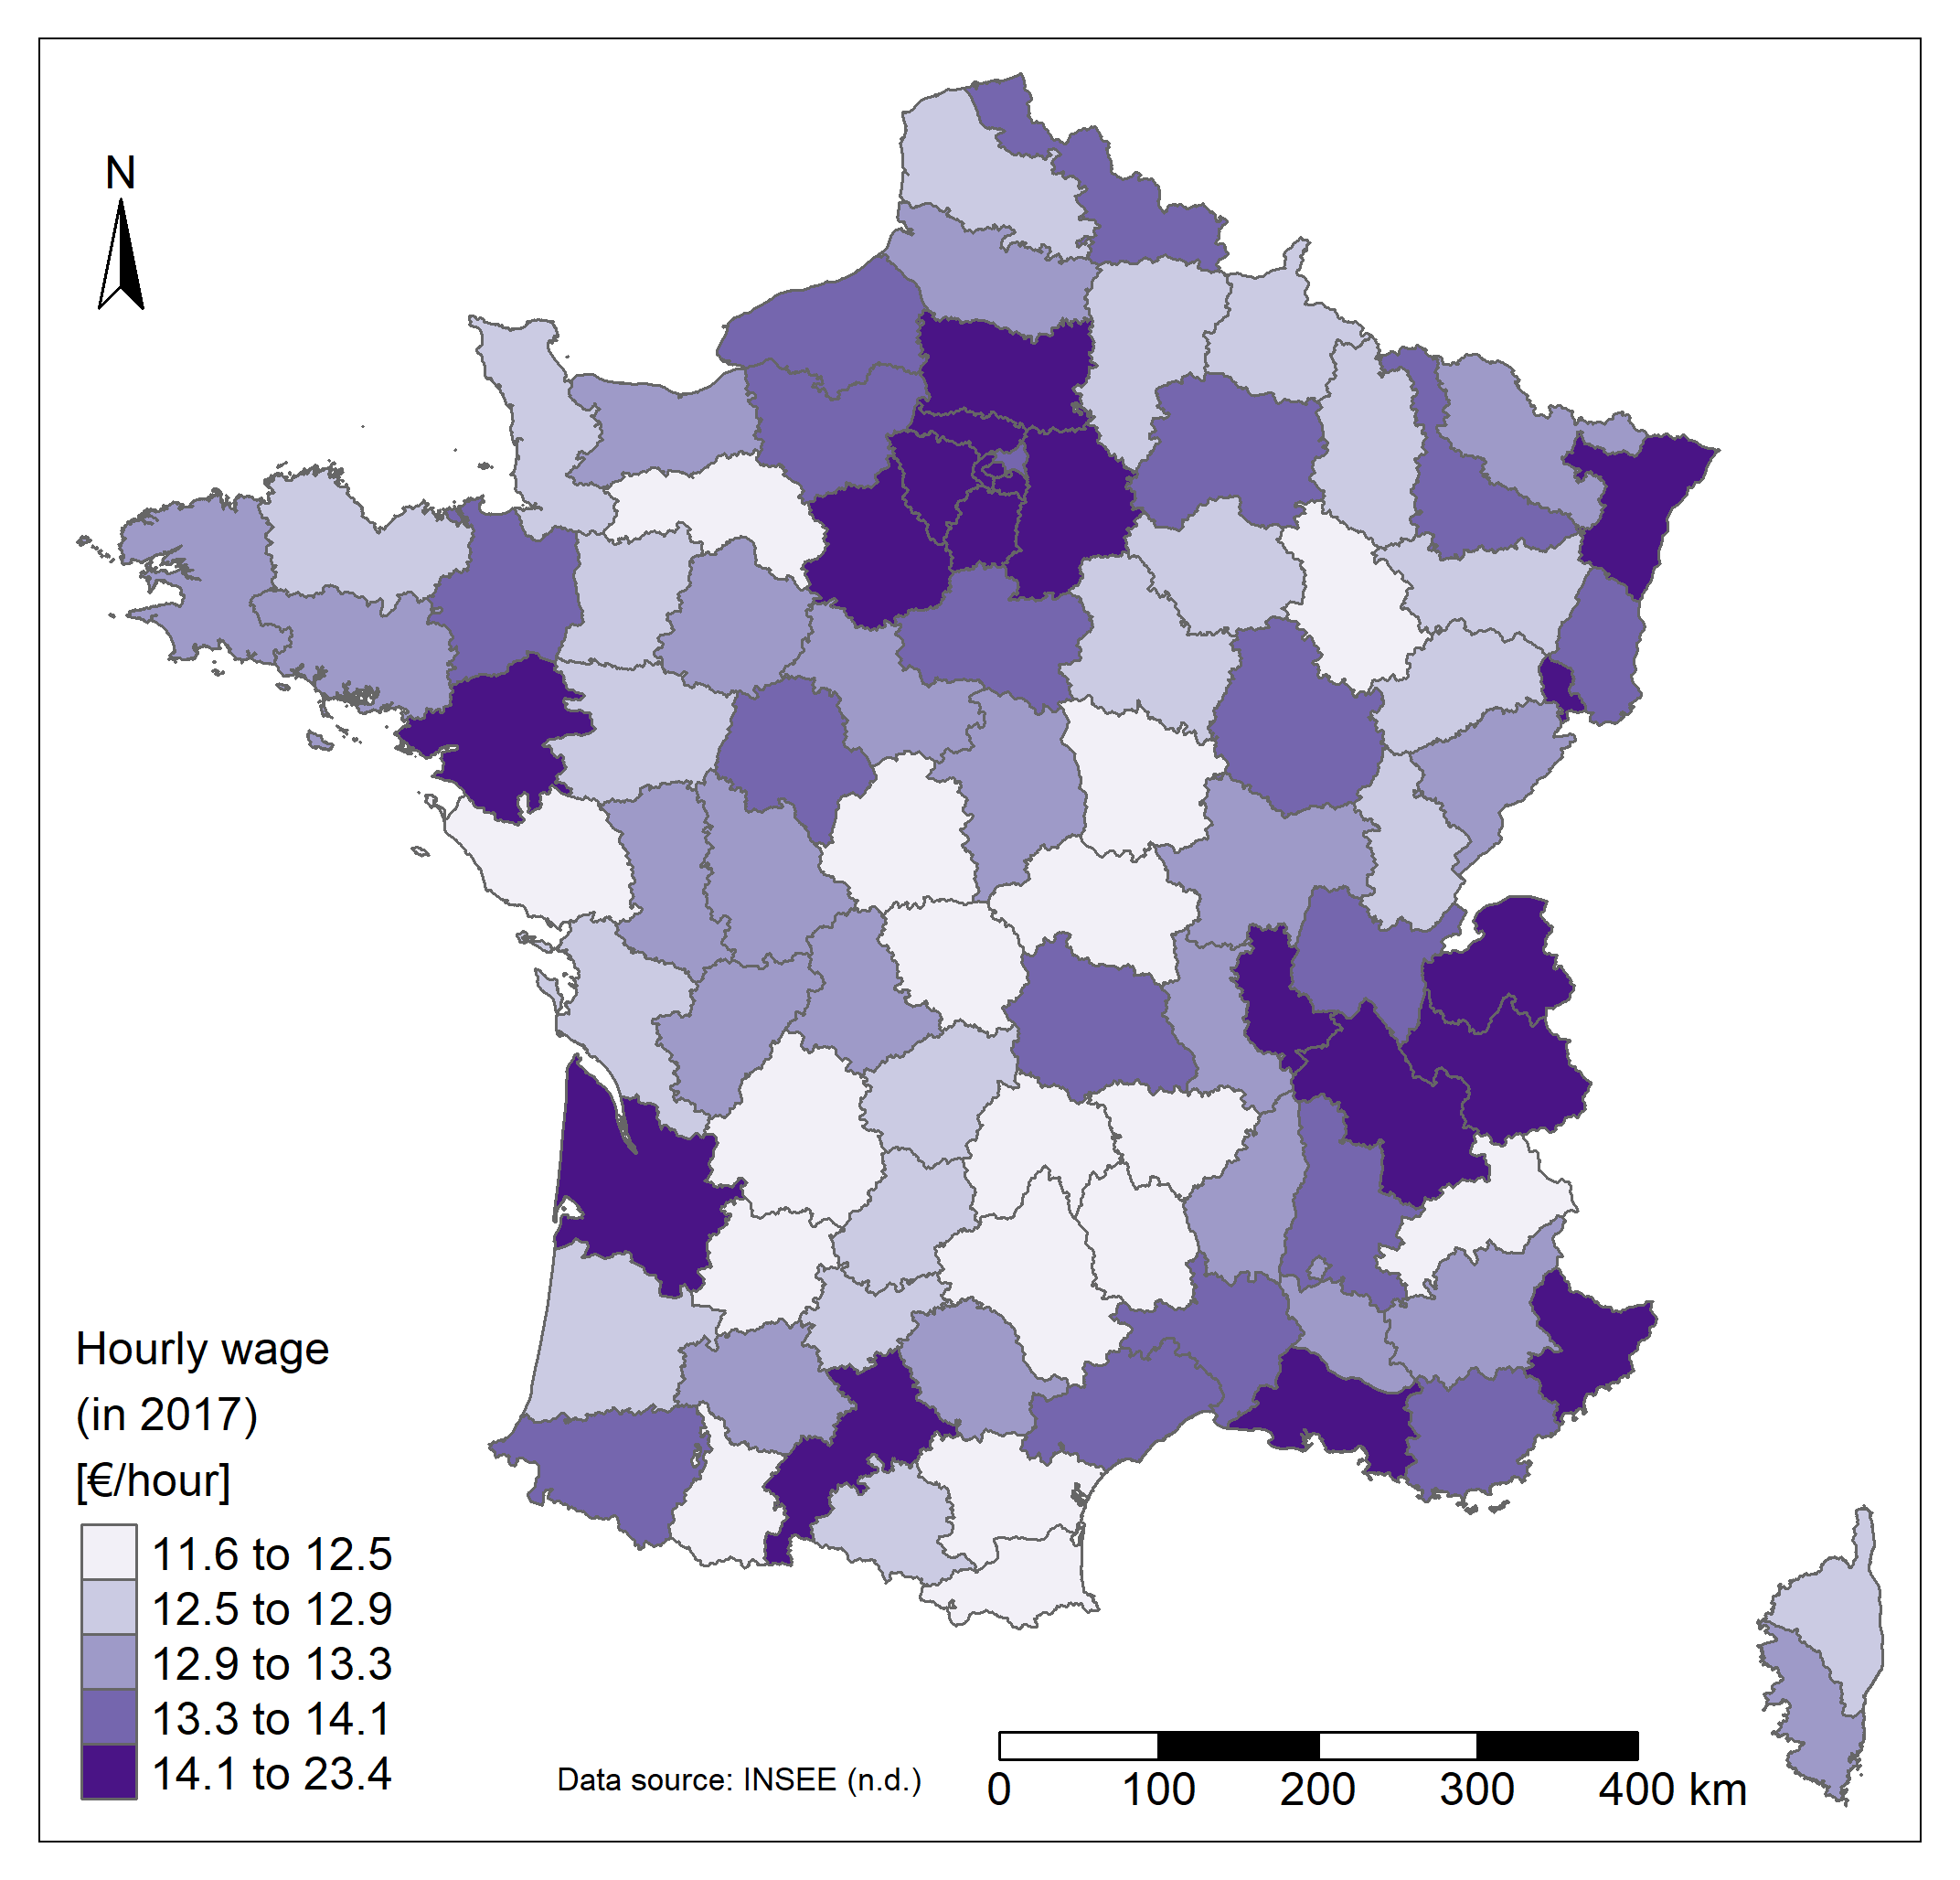 N
Hourly wage
(in 2017)
[€/hour]
11.6 to 12.5
12.5 to 12.9
12.9 to 13.3
13.3 to 14.1
14.1 to 23.4
Data source: INSEE (n.d.)
0 100 200 300 400 km